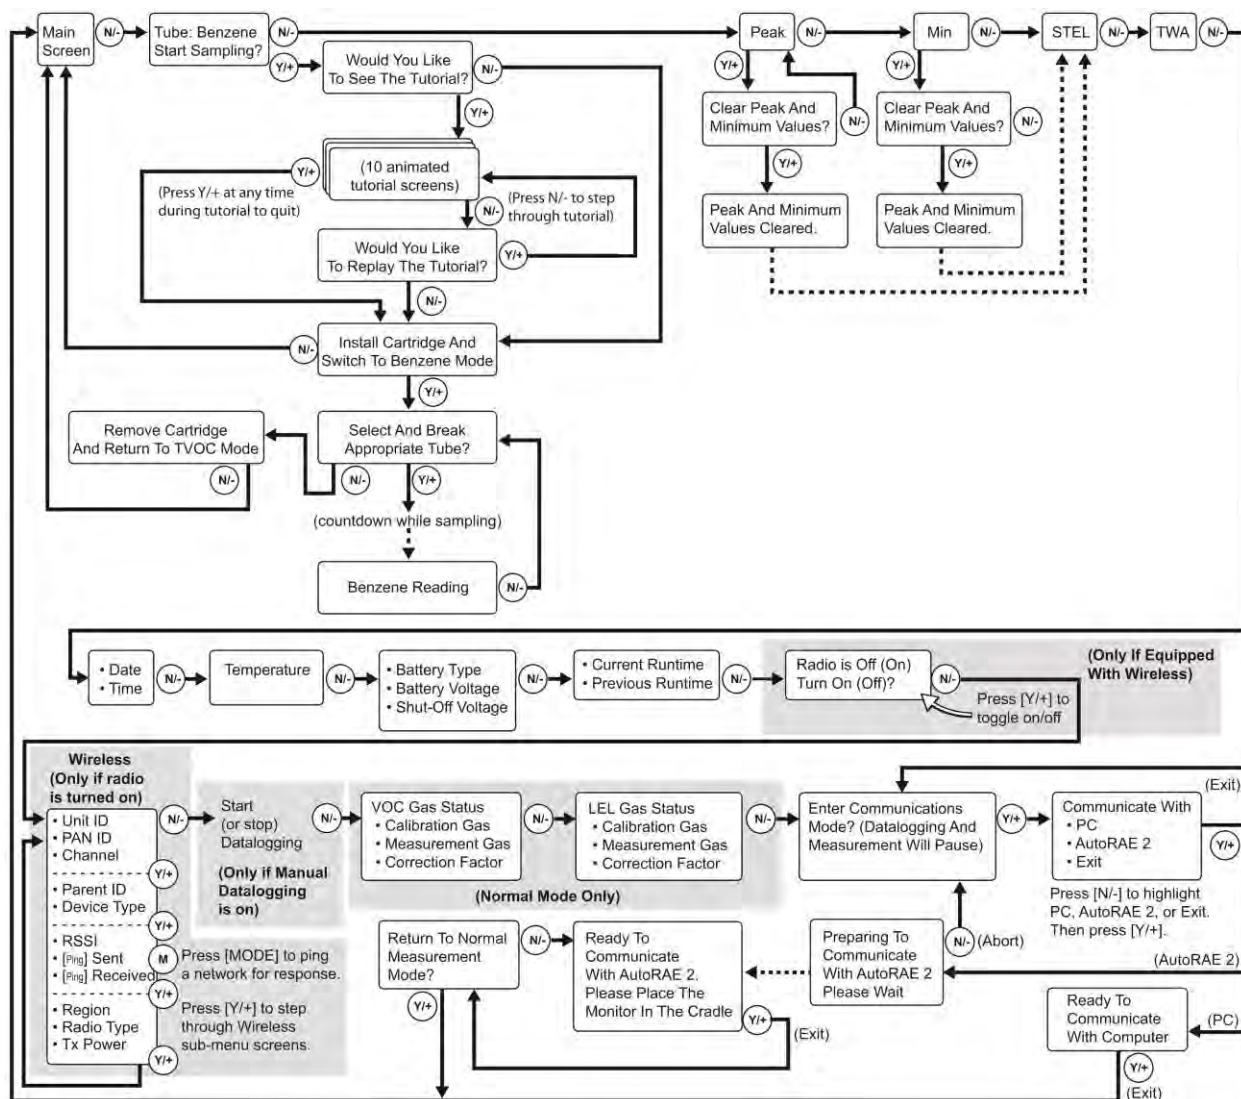 Main
Screen
N/-
Tube: Benzene
Start Sampling?
N/-
Y/+
Would You Like
To See The Tutorial?
N/-
Y/+
(10 animated
tutorial screens)
Y/+
(Press Y/+ at any time
during tutorial to quit)
N/-
(Press N/- to step
through tutorial)
Would You Like
To Replay The Tutorial?
Y/+
N/-
Install Cartridge And
Switch To Benzene Mode
N/-
Y/+
Remove Cartridge
And Return To TVOC Mode
N/-
Select And Break
Appropriate Tube?
N/-
Y/+
(countdown while sampling)
Benzene Reading
N/-
Peak
N/-
Y/+
Clear Peak And
Minimum Values?
N/-
Y/+
Peak And Minimum
Values Cleared.
Min
N/-
Y/+
Clear Peak And
Minimum Values?
N/-
Y/+
Peak And Minimum
Values Cleared.
STEL
N/-
TWA
N/-
• Date
• Time
N/-
Temperature
N/-
• Battery Type
• Battery Voltage
• Shut-Off Voltage
N/-
• Current Runtime
• Previous Runtime
N/-
Radio is Off (On)
Turn On (Off)?
N/-
(Only If Equipped
With Wireless)
Press [Y/+] to
toggle on/off
Wireless
(Only if radio
is turned on)
• Unit ID
• PAN ID
• Channel
N/-
Y/+
• Parent ID
• Device Type
Y/+
• RSSI
• [Ping] Sent
• [Ping] Received
M
Press [MODE] to ping
a network for response.
Y/+
• Region
• Radio Type
• Tx Power
Y/+
Press [Y/+] to step
through Wireless
sub-menu screens.
Start
(or stop)
Datalogging
N/-
(Only if Manual
Datalogging
is on)
VOC Gas Status
• Calibration Gas
• Measurement Gas
• Correction Factor
N/-
LEL Gas Status
• Calibration Gas
• Measurement Gas
• Correction Factor
N/-
(Normal Mode Only)
Enter Communications
Mode? (Datalogging And
Measurement Will Pause)
Y/+
Communicate With
• PC
• AutoRAE 2
• Exit
Y/+
(Exit)
Press [N/-] to highlight
PC, AutoRAE 2, or Exit.
Then press [Y/+].
(AutoRAE 2)
Return To Normal
Measurement
Mode?
N/-
Y/+
Ready To
Communicate
With AutoRAE 2.
Please Place The
Monitor In The Cradle
Y/+
(Exit)
Preparing To
Communicate
With AutoRAE 2
Please Wait
N/-
(Abort)
Ready To
Communicate
With Computer
(PC)
Y/+
(Exit)